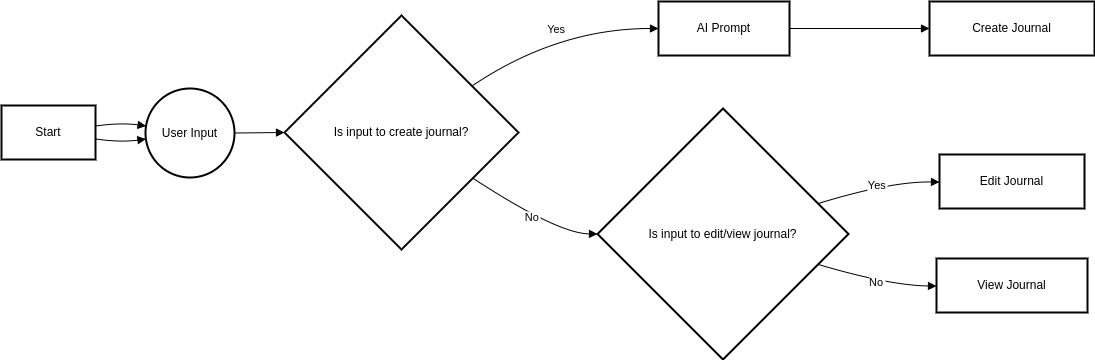 Start
User Input
Is input to create journal?
Yes
AI Prompt
Create Journal
No
Is input to edit/view journal?
Yes
Edit Journal
No
View Journal